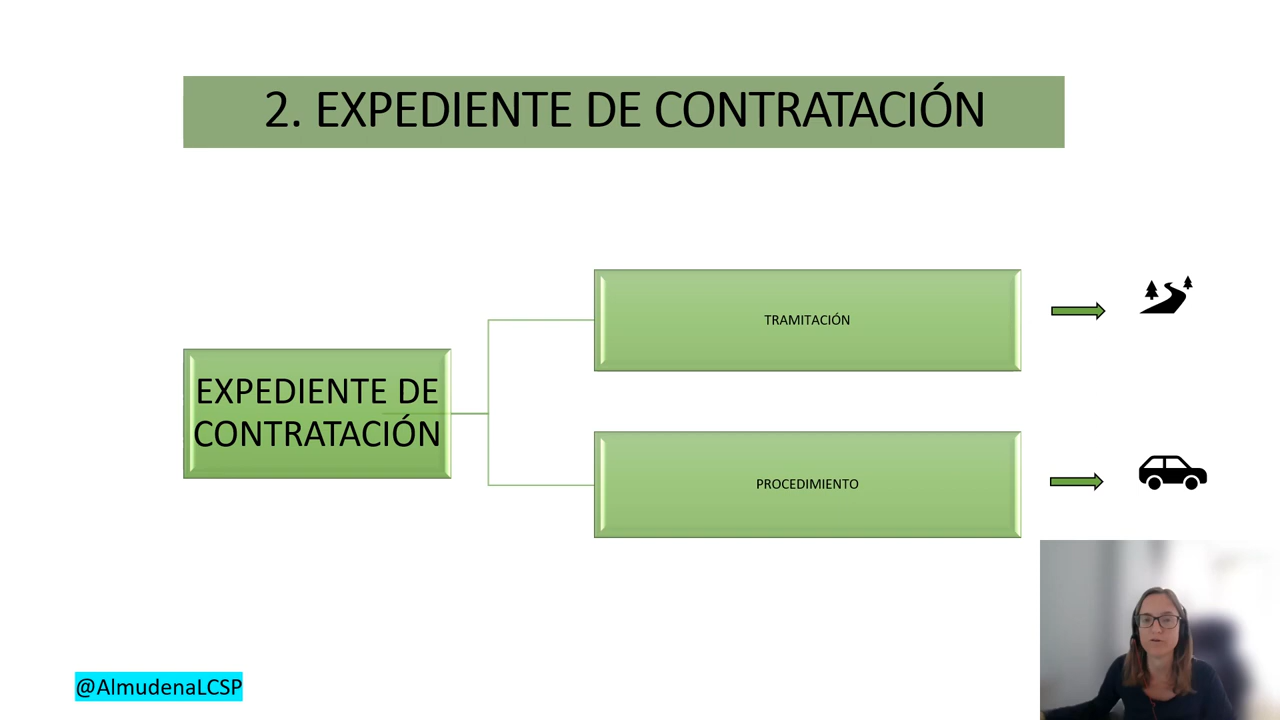 2. EXPEDIENTE DE CONTRATACIÓN
EXPEDIENTE DE
CONTRATACIÓN
TRAMITACIÓN
PROCEDIMIENTO
@AlmudenaLCSP